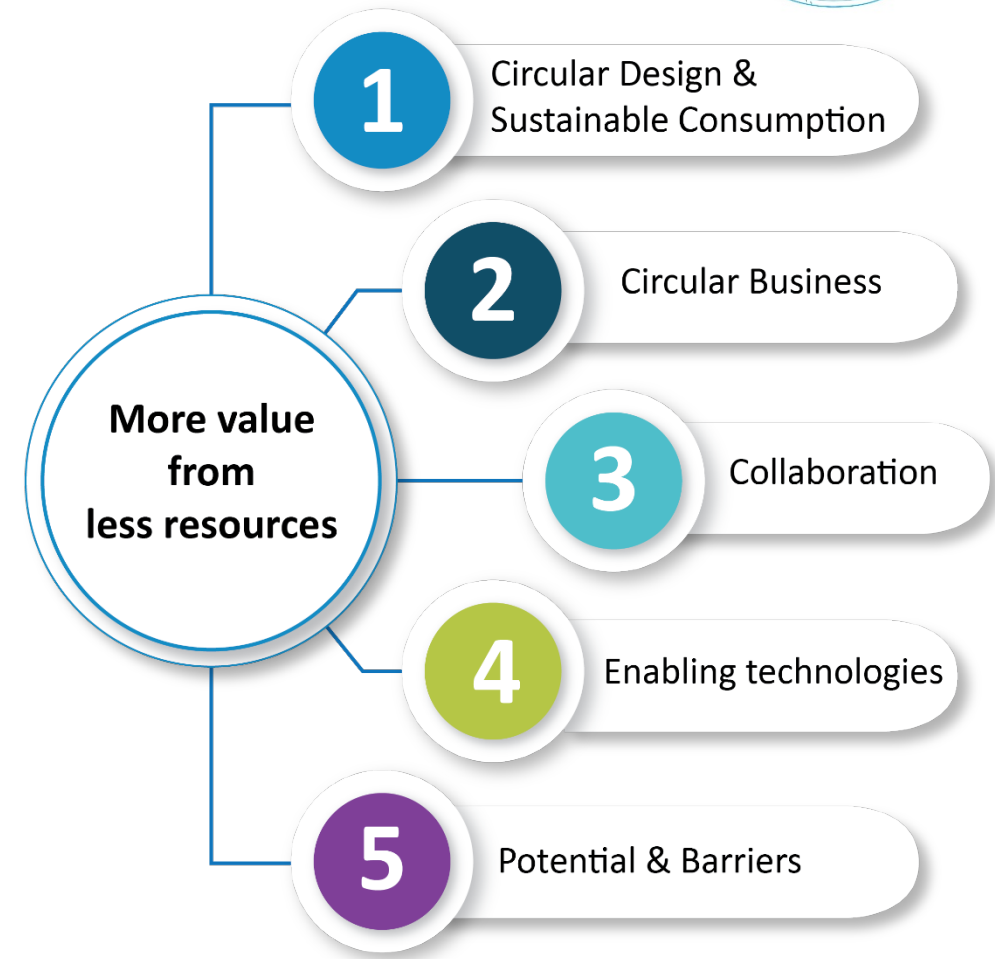 1
Circular Design &
Sustainable Consumption
2
Circular Business
More value
from
less resources
3
Collaboration
4
Enabling technologies
5
Potential & Barriers